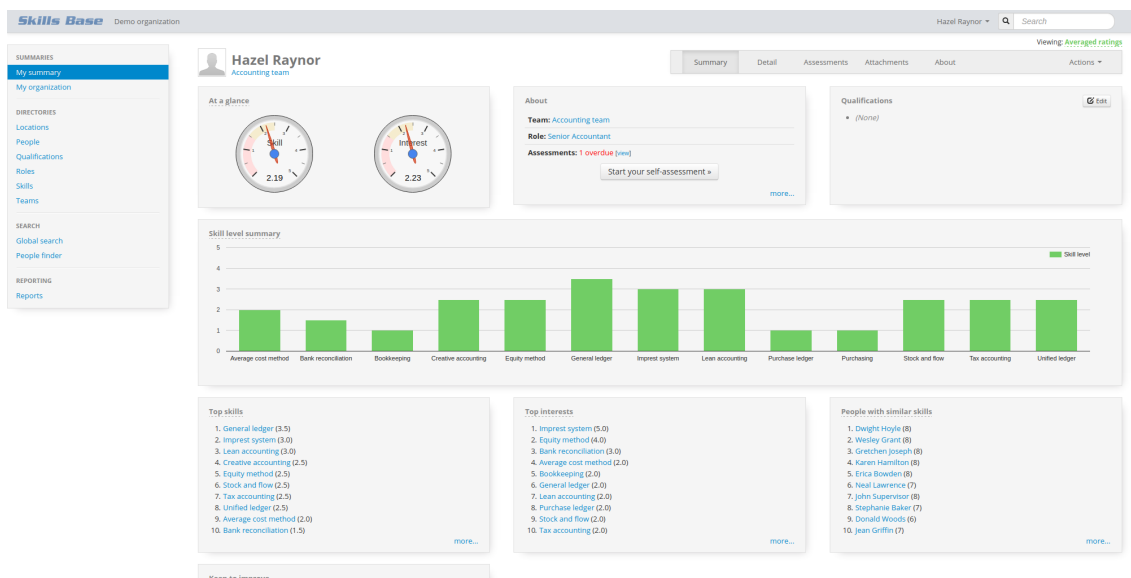 Skills Base Demo organization Hazel Raynor Search
Viewing: Averaged ratings
SUMMARIES
My summary
My organization
DIRECTORIES
Locations
People
Qualifications
Roles
Skills
Teams
SEARCH
Global search
People finder
REPORTING
Reports
Hazel Raynor
Accounting team
Summary Detail Assessments Attachments About Actions
At a glance
Skill
2.19
Interest
2.23
About
Team: Accounting team
Role: Senior Accountant
Assessments: 1 overdue [view]
Start your self-assessment »
more...
Qualifications Edit
• (None)
Skill level summary
Skill level
5
4
3
2
1
0
Average cost method Bank reconciliation Bookkeeping Creative accounting Equity method General ledger Imprest system Lean accounting Purchase ledger Purchasing Stock and flow Tax accounting Unified ledger
Top skills
1. General ledger (3.5)
2. Imprest system (3.0)
3. Lean accounting (3.0)
4. Creative accounting (2.5)
5. Equity method (2.5)
6. Stock and flow (2.5)
7. Tax accounting (2.5)
8. Unified ledger (2.5)
9. Average cost method (2.0)
10. Bank reconciliation (1.5)
more...
Top interests
1. Imprest system (5.0)
2. Equity method (4.0)
3. Bank reconciliation (3.0)
4. Average cost method (2.0)
5. Bookkeeping (2.0)
6. General ledger (2.0)
7. Lean accounting (2.0)
8. Purchase ledger (2.0)
9. Stock and flow (2.0)
10. Tax accounting (2.0)
more...
People with similar skills
1. Dwight Hoyle (8)
2. Wesley Grant (8)
3. Gretchen Joseph (8)
4. Karen Hamilton (8)
5. Erica Bowden (8)
6. Neal Lawrence (7)
7. John Supervisor (8)
8. Stephanie Baker (7)
9. Donald Woods (6)
10. Jean Griffin (7)
more...